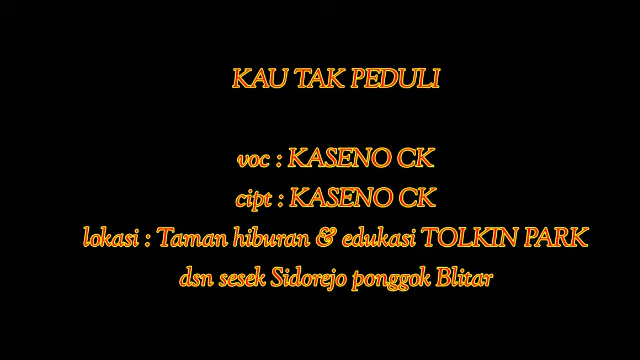 KAU TAK PEDULI
voc : KASENO CK
cipt : KASENO CK
lokasi : Taman hiburan & edukasi TOLKIN PARK
dsn sesek Sidorejo ponggok Blitar